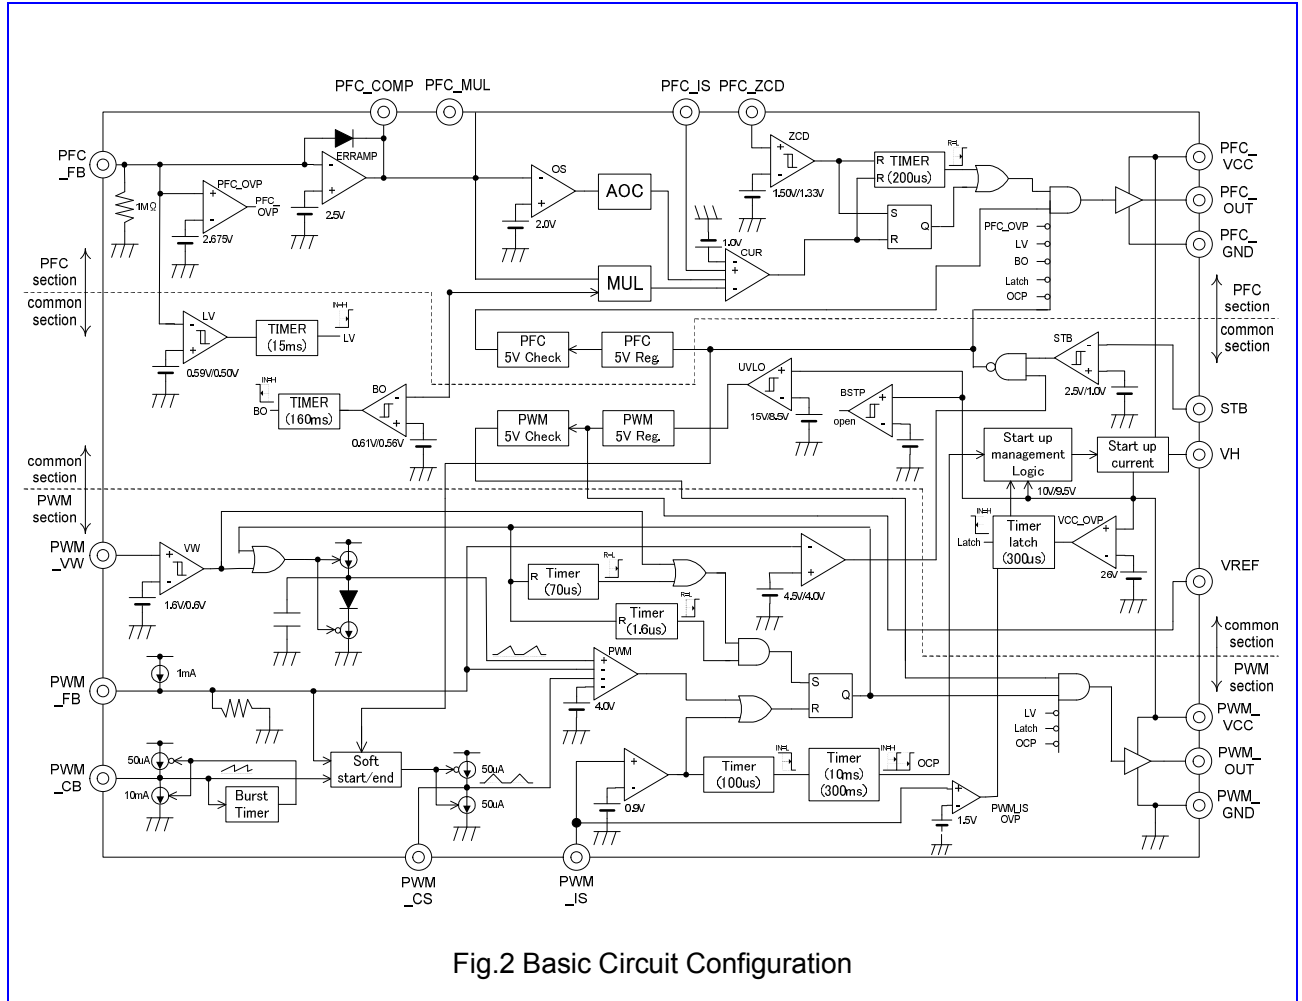 PFC_COMP
PFC_MUL
PFC_IS
PFC_ZCD
PFC
_FB
1MΩ
PFC_OVP
PFC_
OVP
2.675V
ERRAMP
2.5V
OS
2.0V
AOC
MUL
1.0V
CUR
ZCD
1.50V/1.33V
R=L
R
R
TIMER
(200us)
S
R
Q
PFC_OVP
LV
BO
Latch
OCP
PFC_
VCC
PFC_
OUT
PFC_
GND
PFC
section
common
section
PFC
section
common
section
LV
0.59V/0.50V
TIMER
(15ms)
IN=H
LV
IN=H
BO
TIMER
(160ms)
BO
0.61V/0.56V
PFC
5V Check
PFC
5V Reg.
PWM
5V Check
PWM
5V Reg.
UVLO
15V/8.5V
BSTP
open
STB
2.5V/1.0V
STB
VH
Start up
management
Logic
Start up
current
10V/9.5V
IN=H
Latch
Timer
latch
(300us)
VCC_OVP
26V
VREF
common
section
PWM
section
common
section
PWM
section
PWM
_VW
VW
1.6V/0.6V
R
Timer
(70us)
R=L
R
Timer
(1.6us)
R=L
4.5V/4.0V
PWM
_FB
1mA
PWM
4.0V
S
R
Q
LV
Latch
OCP
PWM_
VCC
PWM_
OUT
PWM_
GND
PWM
_CB
50uA
10mA
Burst
Timer
Soft
start/end
50uA
50uA
0.9V
Timer
(100us)
IN=L
Timer
(10ms)
(300ms)
IN=H
OCP
PWM_IS
OVP
1.5V
PWM
_CS
PWM
_IS
Fig.2 Basic Circuit Configuration